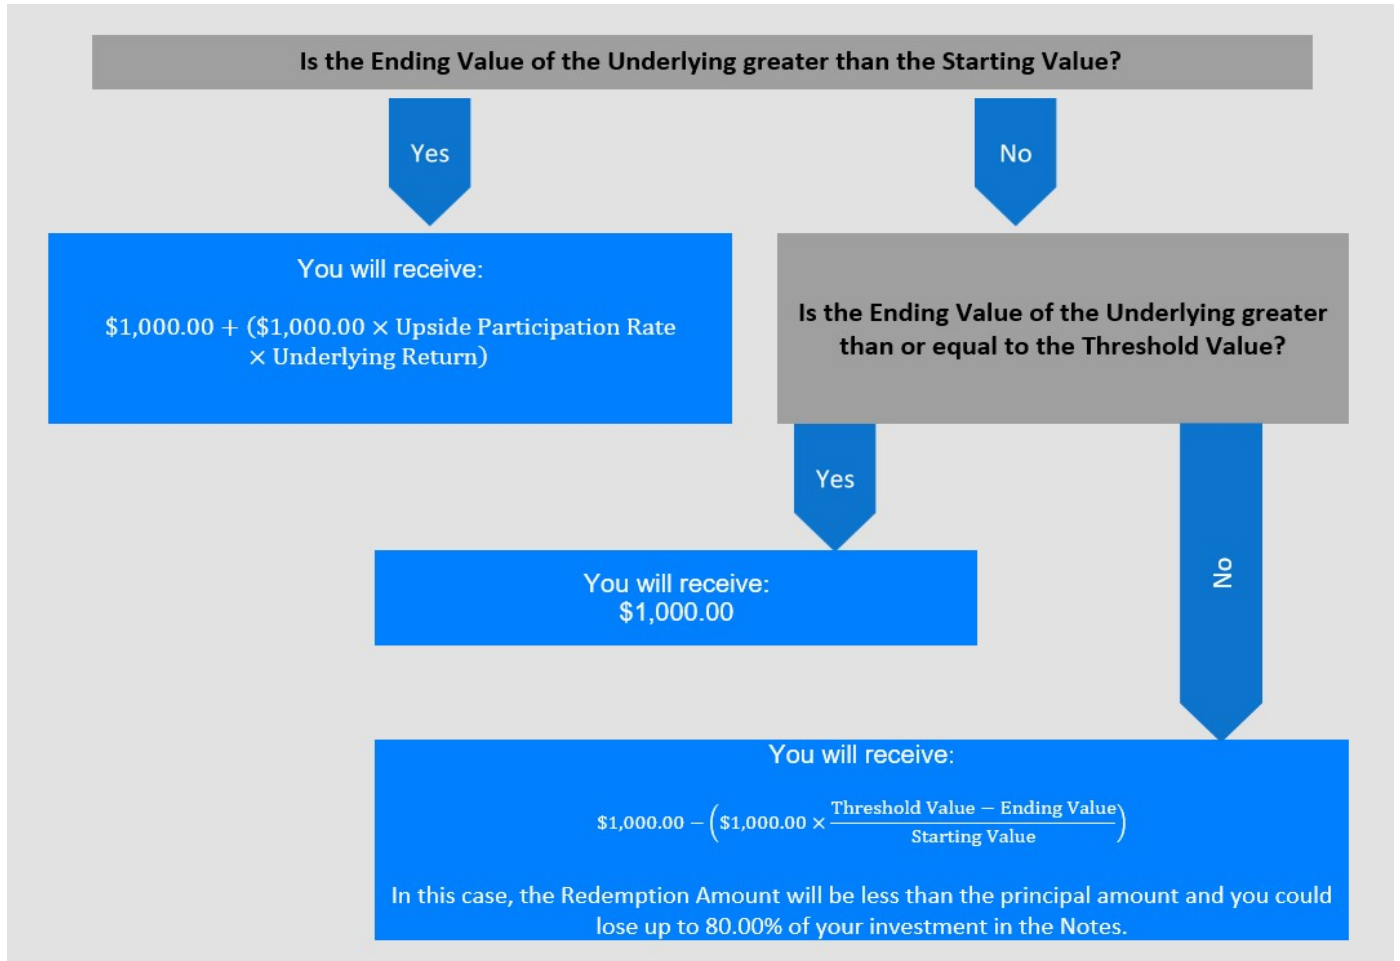 Is the Ending Value of the Underlying greater than the Starting Value?
Yes
No
You will receive:
$1,000.00 + ($1,000.00 × Upside Participation Rate
× Underlying Return)
Is the Ending Value of the Underlying greater
than or equal to the Threshold Value?
Yes
No
You will receive:
$1,000.00
You will receive:
$1,000.00 − ($1,000.00 × Threshold Value − Ending Value
Starting Value)
In this case, the Redemption Amount will be less than the principal amount and you could
lose up to 80.00% of your investment in the Notes.